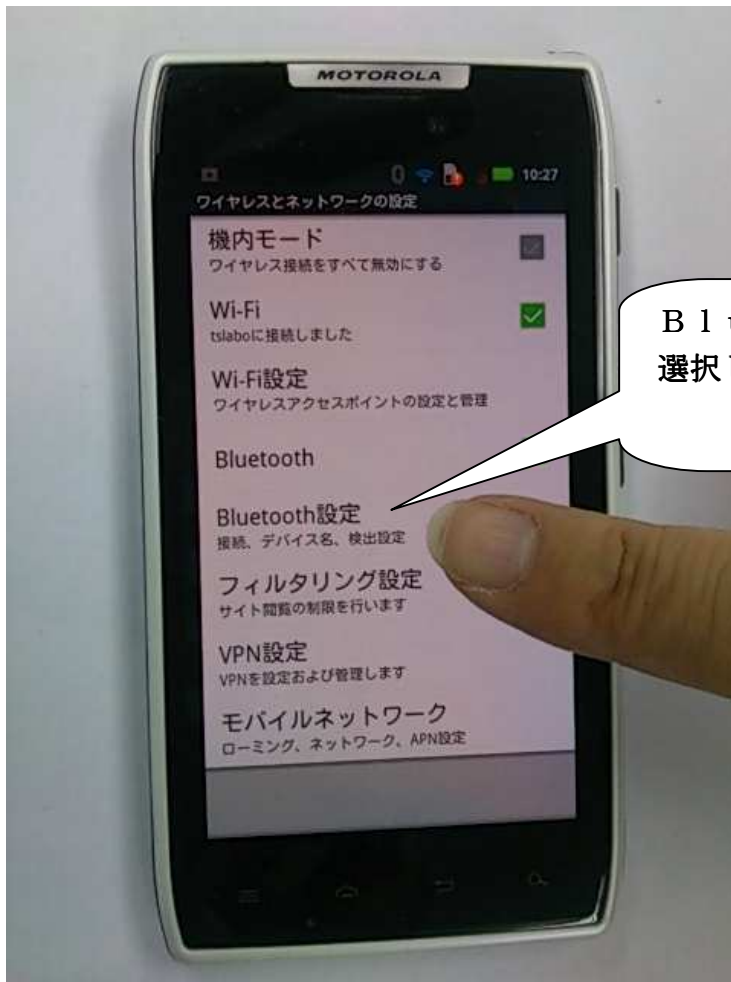 MOTOROLA
10:27
ワイヤレスとネットワークの設定
機内モード
ワイヤレス接続をすべて無効にする
Wi-Fi
tslaboに接続しました
Wi-Fi設定
ワイヤレスアクセスポイントの設定と管理
Bluetooth
Bluetooth設定
接続、デバイス名、検出設定
フィルタリング設定
サイト閲覧の制限を行います
VPN設定
VPNを設定および管理します
モバイルネットワーク
ローミング、ネットワーク、APN設定
Ｂｌ
選択